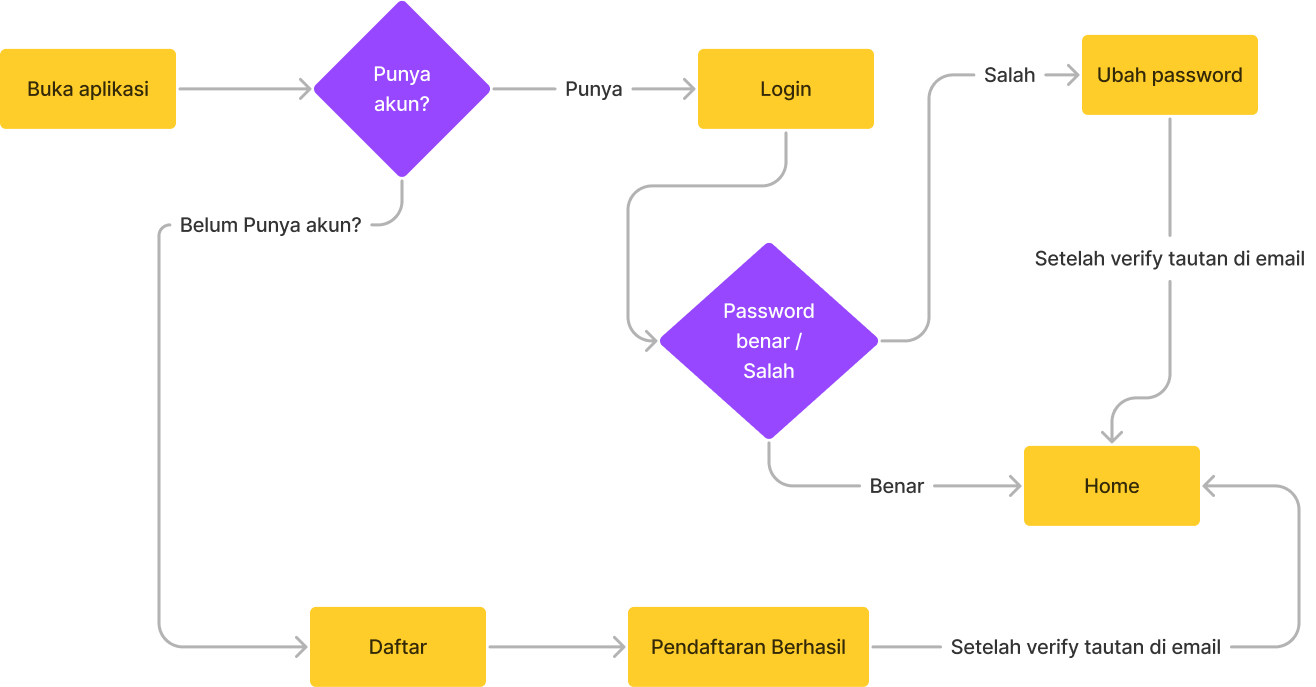 Buka aplikasi
Punya
akun?
Punya
Login
Salah
Ubah password
Belum Punya akun?
Setelah verify tautan di email
Password
benar /
Salah
Benar
Home
Daftar
Pendaftaran Berhasil
Setelah verify tautan di email